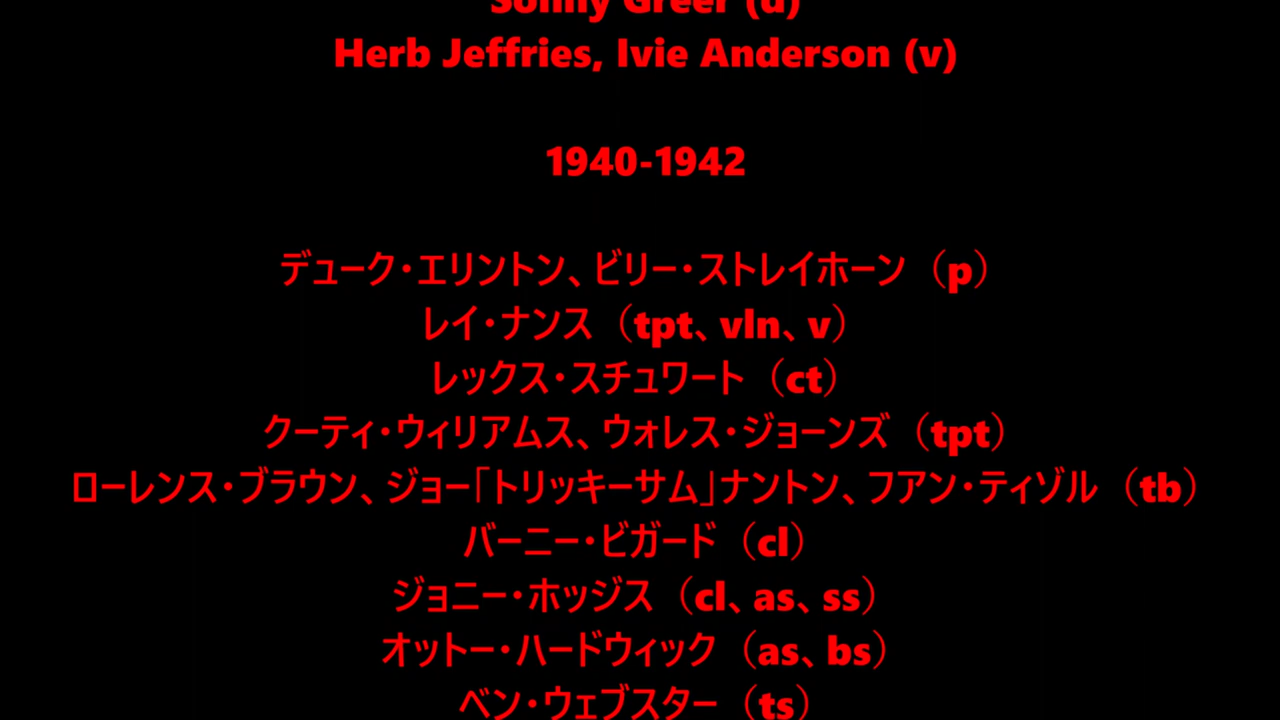 Sonny Greer (d)
Herb Jeffries, Ivie Anderson (v)
1940-1942
デューク・エリントン、ビリー・ストレイホーン（p）
レイ・ナンス（tpt、vln、v）
レックス・スチュワート（ct）
クーティ・ウィリアムス、ウォレス・ジョーンズ（tpt）
ローレンス・ブラウン、ジョー「トリッキーサム」ナントン、フアン・ティゾル（tb）
バーニー・ビガード（cl）
ジョニー・ホッジス（cl、as、ss）
オットー・ハードウィック（as、bs）
ベン・ウェブスター（ts）